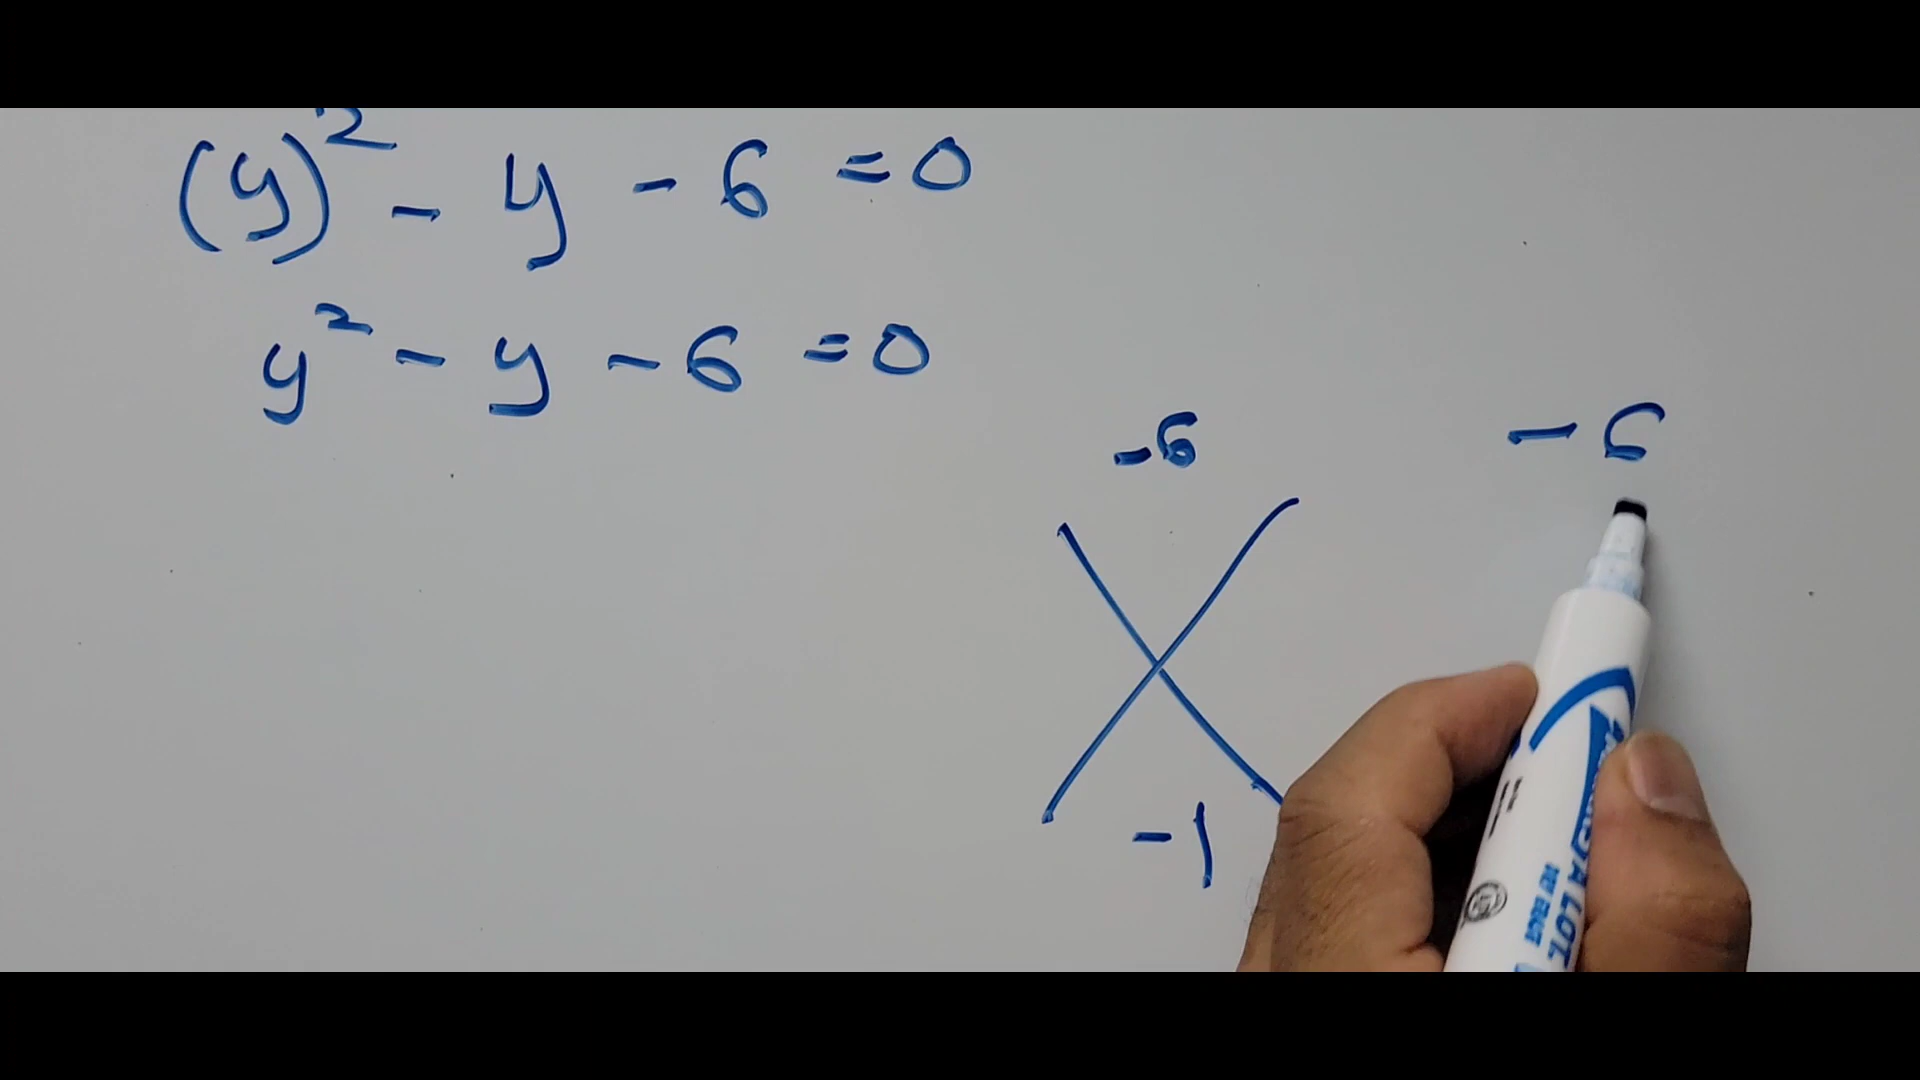 (y)² - y - 6 = 0
y² - y - 6 = 0
-6
-6
-1